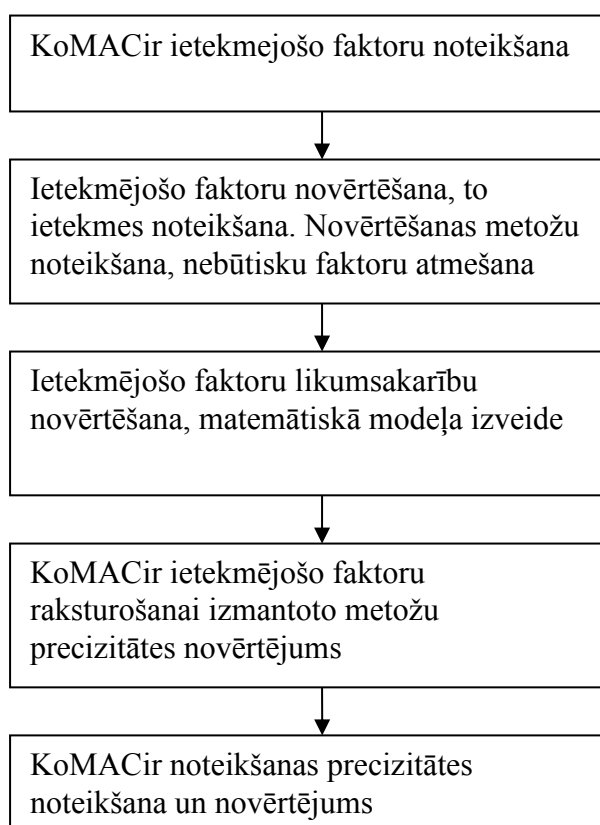 KoMACir ietekmejošo faktoru noteikšana
Ietekmējošo faktoru novērtēšana, to
ietekmes noteikšana. Novērtēšanas metožu
noteikšana, nebūtisku faktoru atmešana
Ietekmējošo faktoru likumsakarību
novērtēšana, matemātiskā modeļa izveide
KoMACir ietekmējošo faktoru
raksturošanai izmantoto metožu
precizitātes novērtējums
KoMACir noteikšanas precizitātes
noteikšana un novērtējums